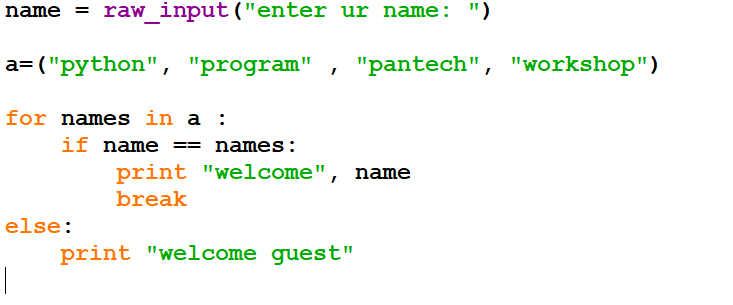 name = raw_input("enter ur name: ")
a=("python", "program" , "pantech", "workshop")
for names in a :
    if name == names:
        print "welcome", name
        break
else:
    print "welcome guest"